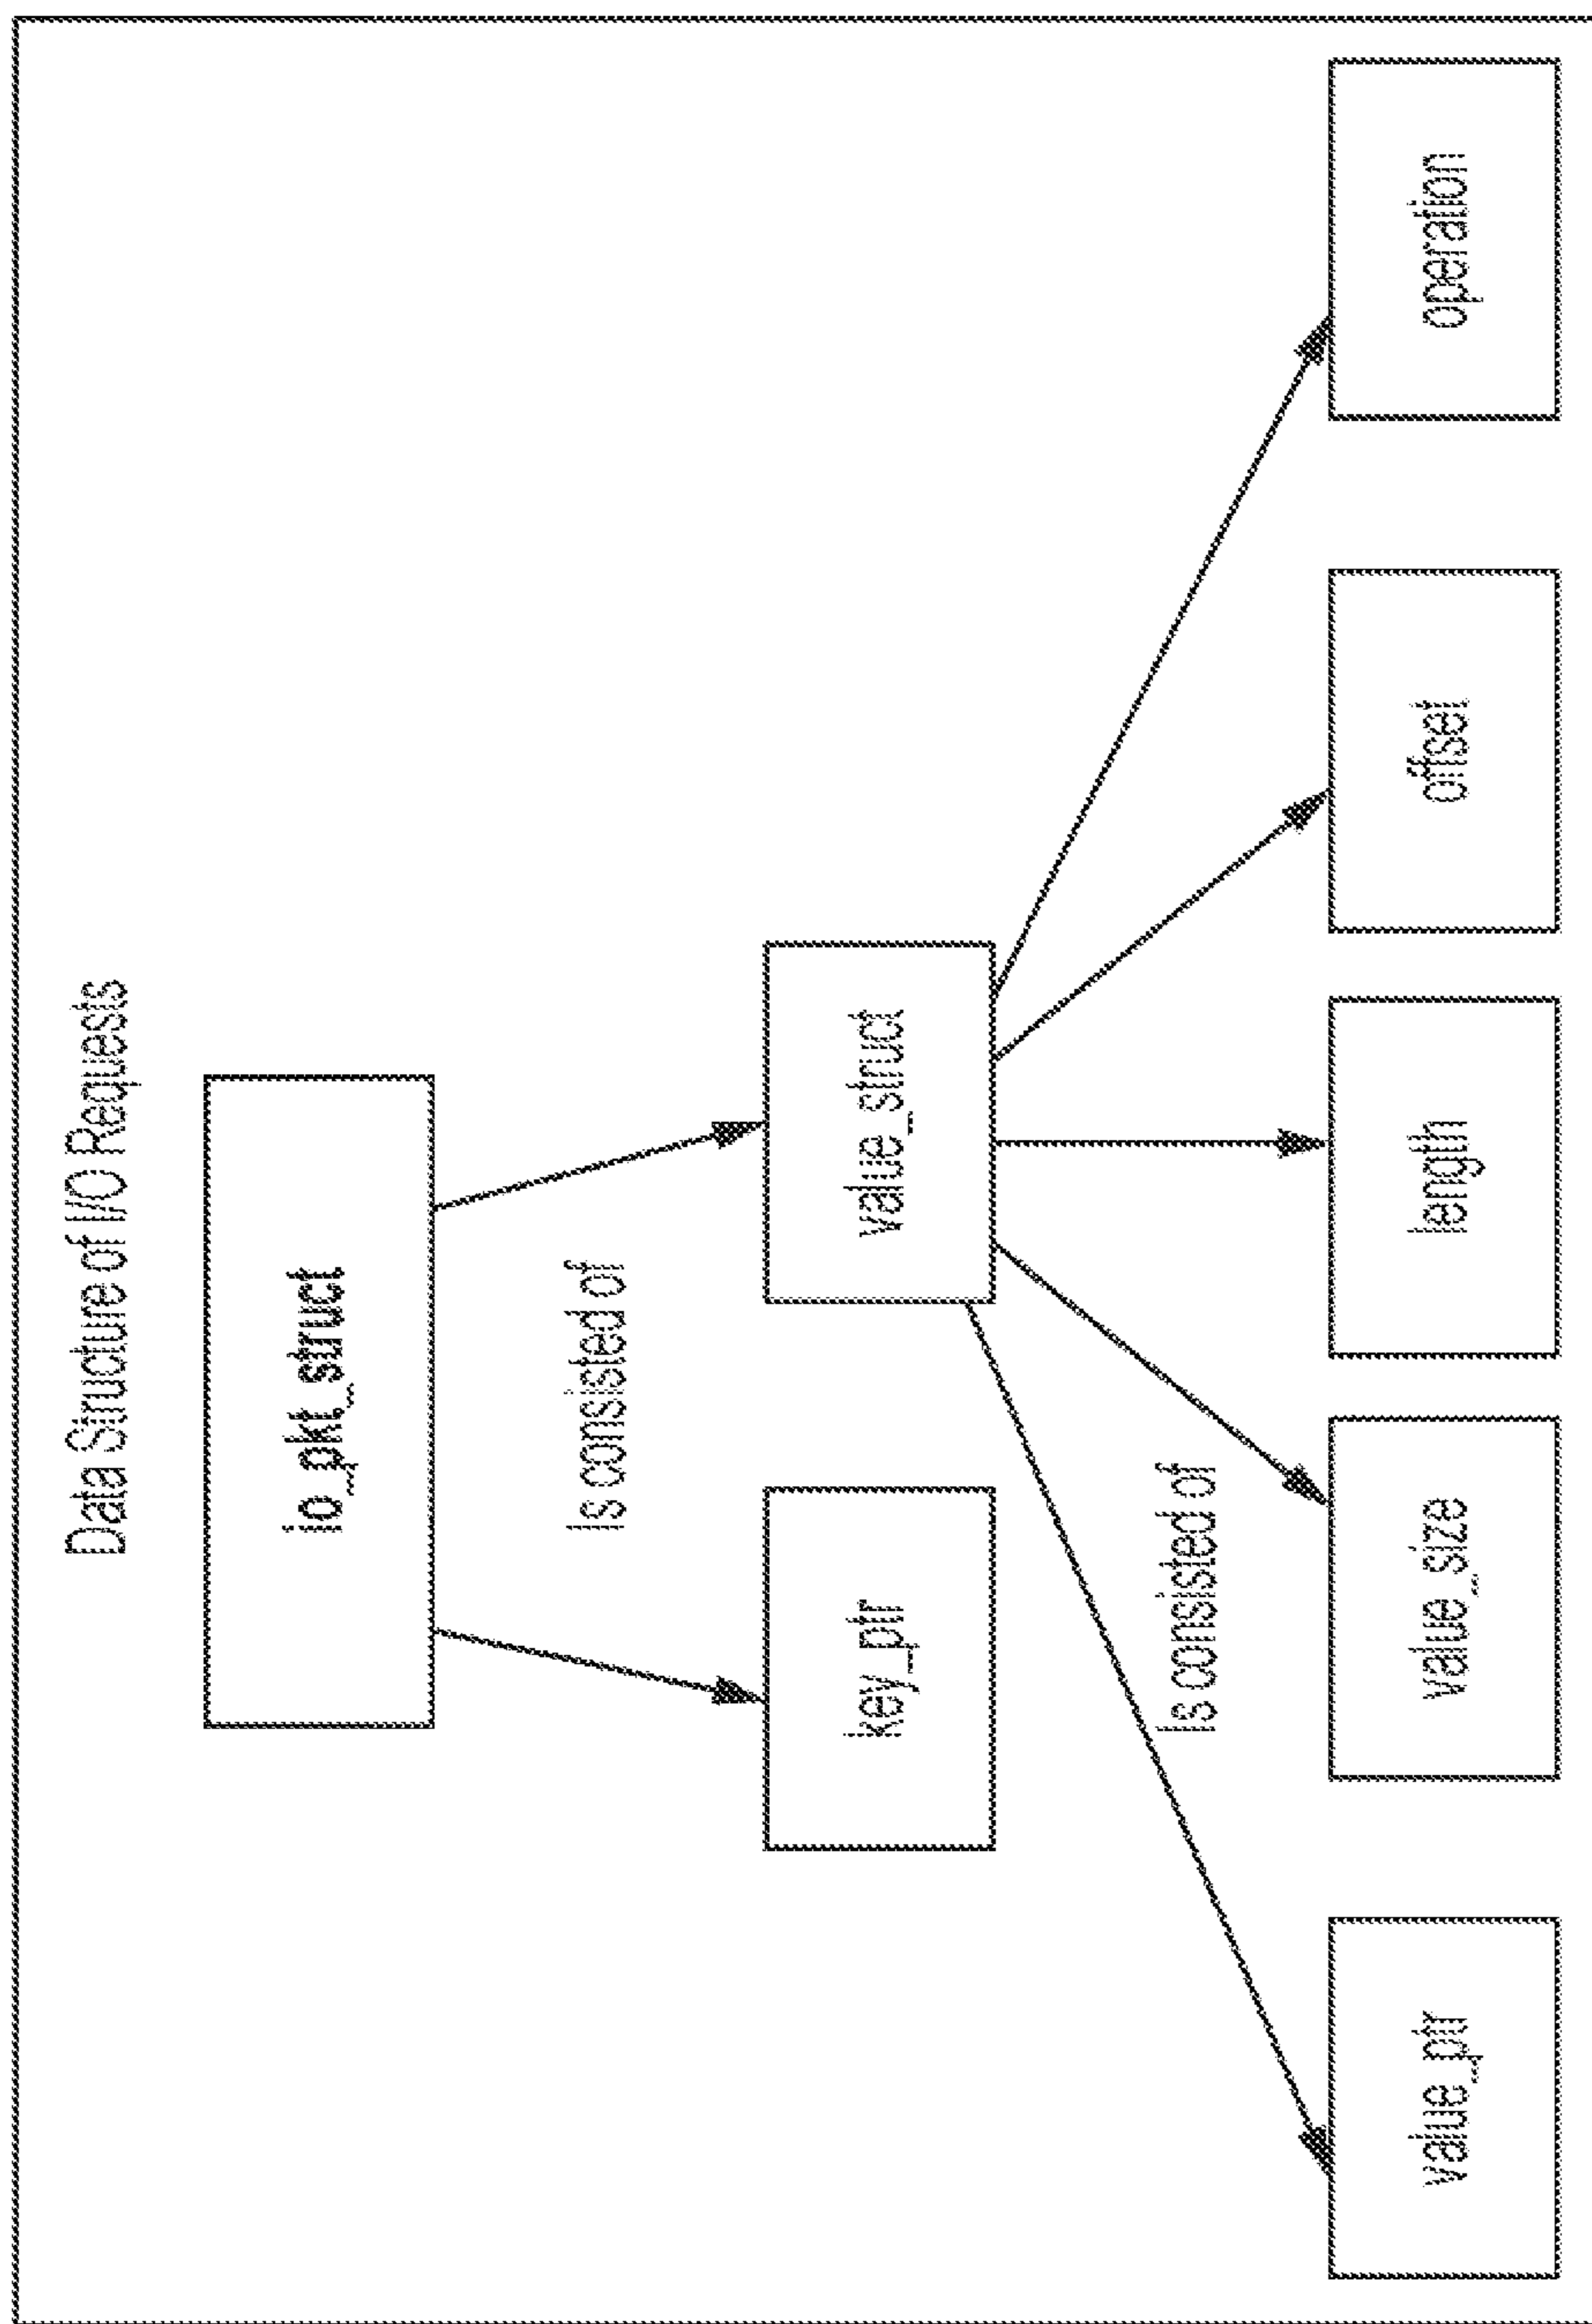 Data Structure of I/O Requests
io_pkt_struct
Is consisted of
key_ptr
value_struct
Is consisted of
value_ptr
value_size
length
offset
operation